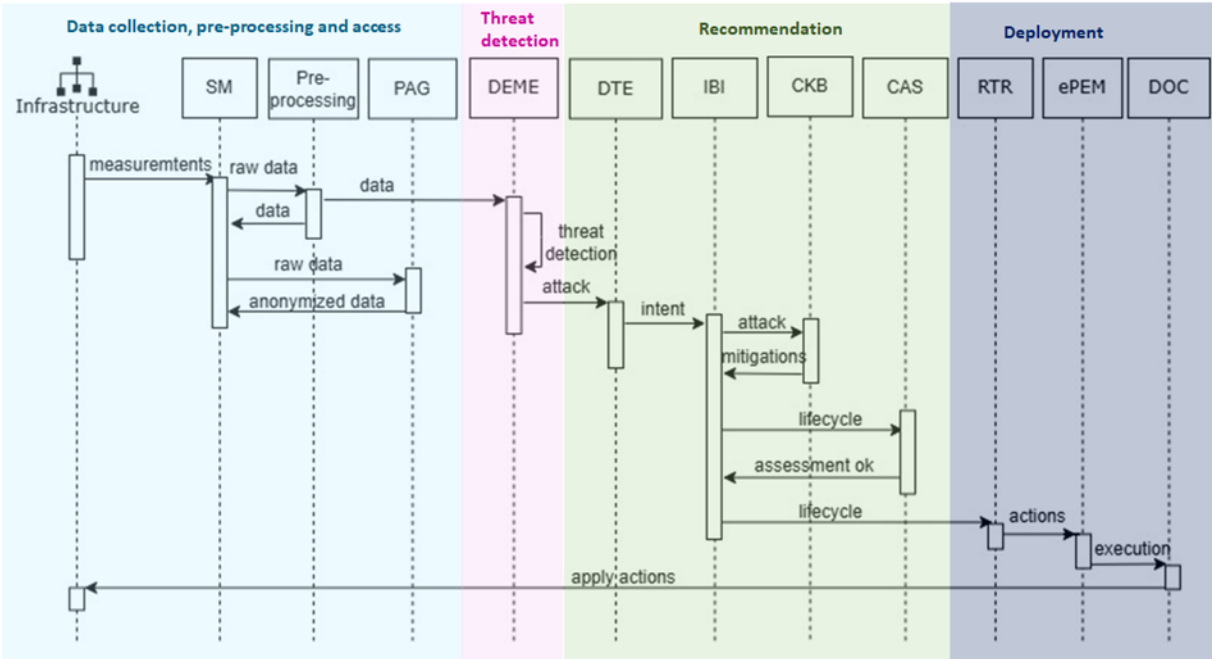 Data collection, pre-processing and access
Threat
detection
Recommendation
Deployment
Infrastructure
SM
Pre-
processing
PAG
DEME
DTE
IBI
CKB
CAS
RTR
ePEM
DOC
measuremtents
raw data
data
data
threat
detection
raw data
anonymized data
attack
intent
attack
mitigations
lifecycle
assessment ok
lifecycle
actions
execution
apply actions